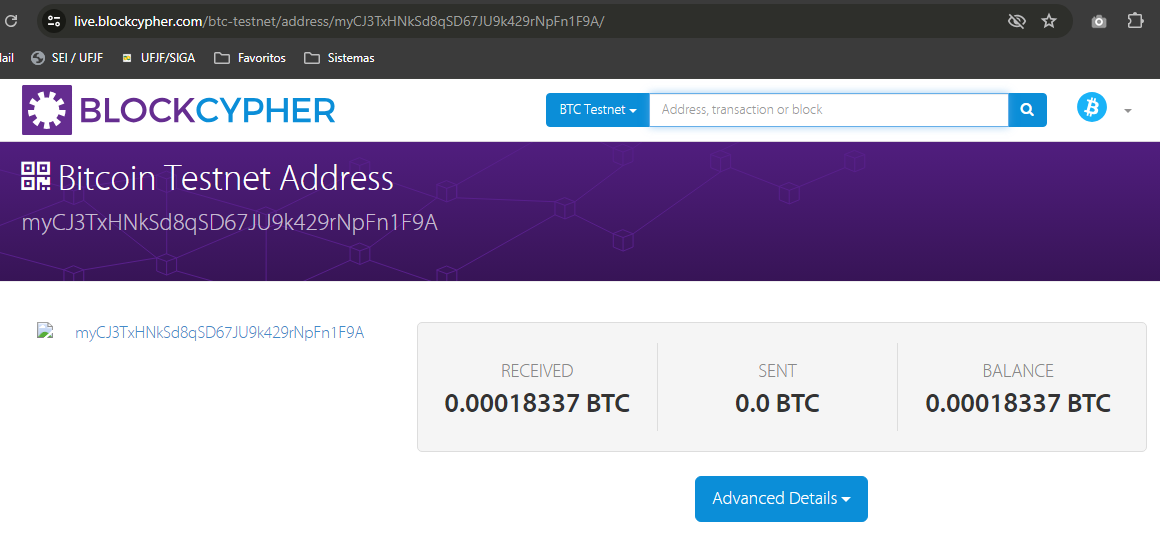 live.blockcypher.com/btc-testnet/address/myCJ3TxHNkSd8qSD67JU9k429rNpFn1F9A/
ail SEI / UFJF UFJF/SIGA Favoritos Sistemas
BLOCKCYPHER BTC Testnet Address, transaction or block
Bitcoin Testnet Address
myCJ3TxHNkSd8qSD67JU9k429rNpFn1F9A
myCJ3TxHNkSd8qSD67JU9k429rNpFn1F9A
RECEIVED SENT BALANCE
0.00018337 BTC 0.0 BTC 0.00018337 BTC
Advanced Details